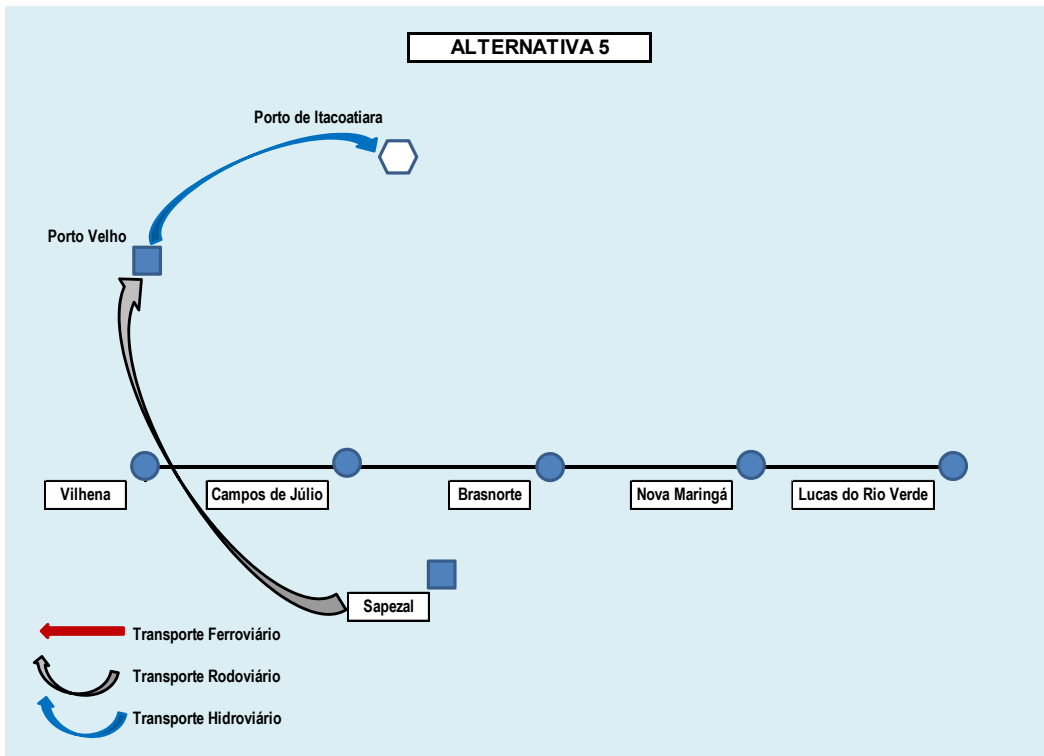 ALTERNATIVA 5
Porto de Itacoatiara
Porto Velho
Vilhena
Campos de Júlio
Brasnorte
Nova Maringá
Lucas do Rio Verde
Sapezal
Transporte Ferroviário
Transporte Rodoviário
Transporte Hidroviário